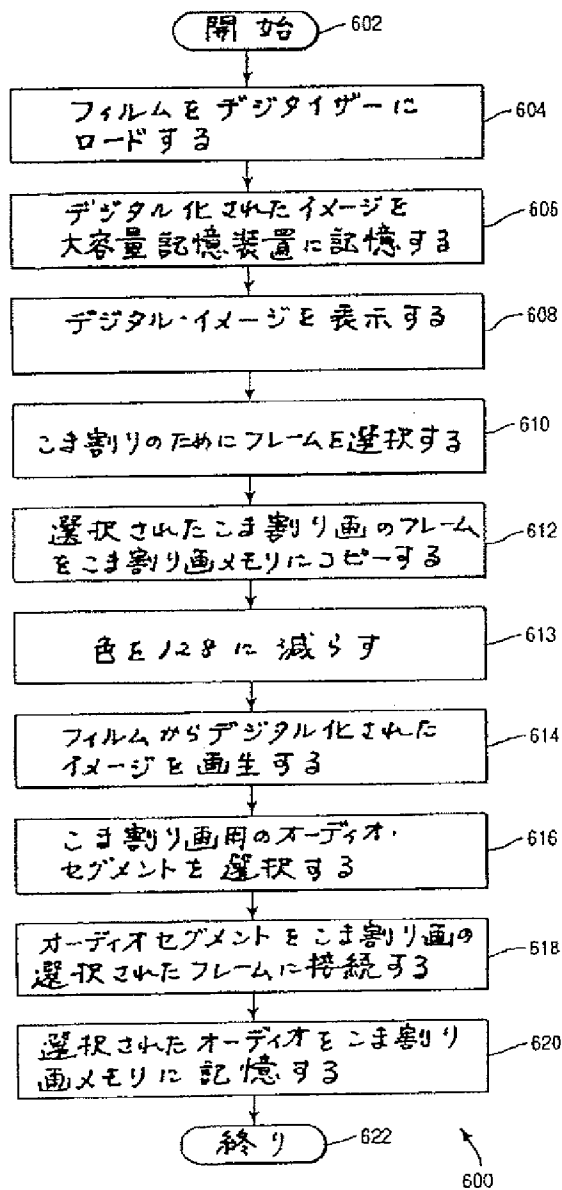 開始
602
フィルムをデジタイザーに
ロードする
604
デジタル化されたイメージを
大容量記憶装置に記憶する
606
デジタル・イメージを表示する
608
こま割りのためにフレームを選択する
610
選択されたこま割り画のフレーム
をこま割り画メモリにコピーする
612
色を128に減らす
613
フィルムからデジタル化された
イメージを画生する
614
こま割り画用のオーディオ・
セグメントを選択する
616
オーディオセグメントをこま割り画の
選択されたフレームに接続する
618
選択されたオーディオをこま割り
画メモリに記憶する
620
終り
622
600